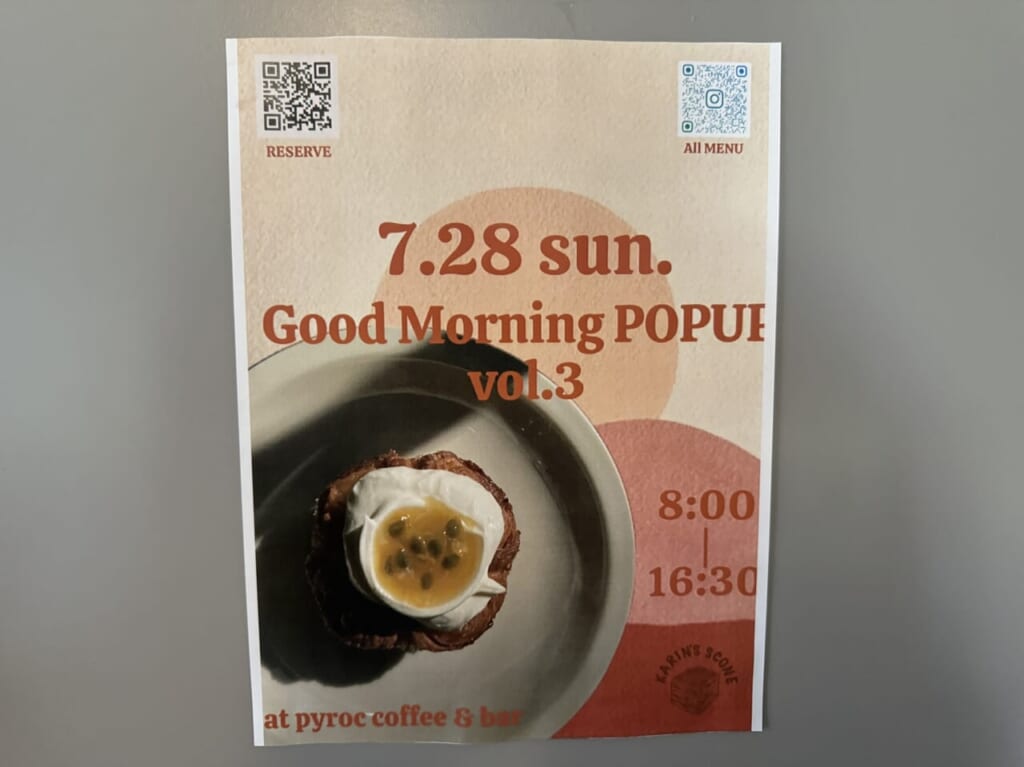 RESERVE
All MENU
7.28 sun.
Good Morning POPUP
vol.3
8:00
|
16:30
KARIN'S SCONE
at pyroc coffee & bar